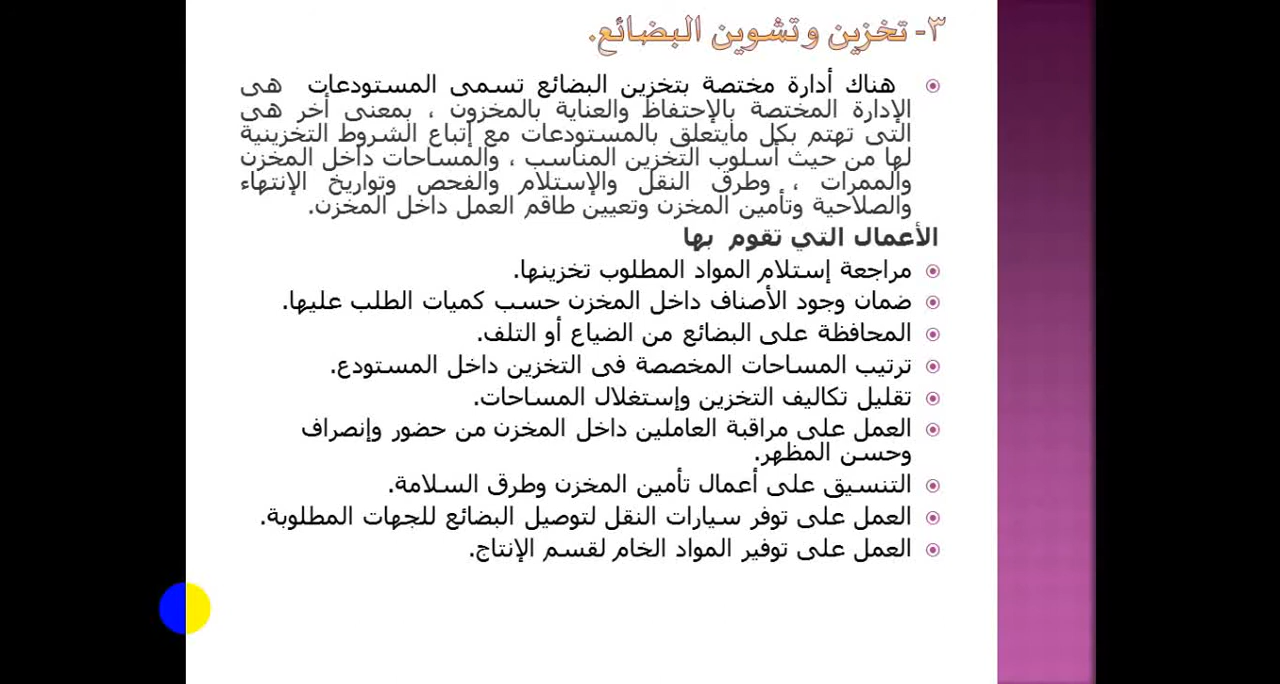 ٣- تخزين وتشوين البضائع.
هناك أدارة مختصة بتخزين البضائع تسمى المستودعات هى
الإدارة المختصة بالإحتفاظ والعناية بالمخزون ، بمعنى أخر هى
التى تهتم بكل مايتعلق بالمستودعات مع إتباع الشروط التخزينية
لها من حيث أسلوب التخزين المناسب ، والمساحات داخل المخزن
والممرات ، وطرق النقل والإستلام والفحص وتواريخ الإنتهاء
والصلاحية وتأمين المخزن وتعيين طاقم العمل داخل المخزن.
الأعمال التي تقوم بها
مراجعة إستلام المواد المطلوب تخزينها.
ضمان وجود الأصناف داخل المخزن حسب كميات الطلب عليها.
المحافظة على البضائع من الضياع أو التلف.
ترتيب المساحات المخصصة فى التخزين داخل المستودع.
تقليل تكاليف التخزين وإستغلال المساحات.
العمل على مراقبة العاملين داخل المخزن من حضور وإنصراف
وحسن المظهر.
التنسيق على أعمال تأمين المخزن وطرق السلامة.
العمل على توفر سيارات النقل لتوصيل البضائع للجهات المطلوبة.
العمل على توفير المواد الخام لقسم الإنتاج.